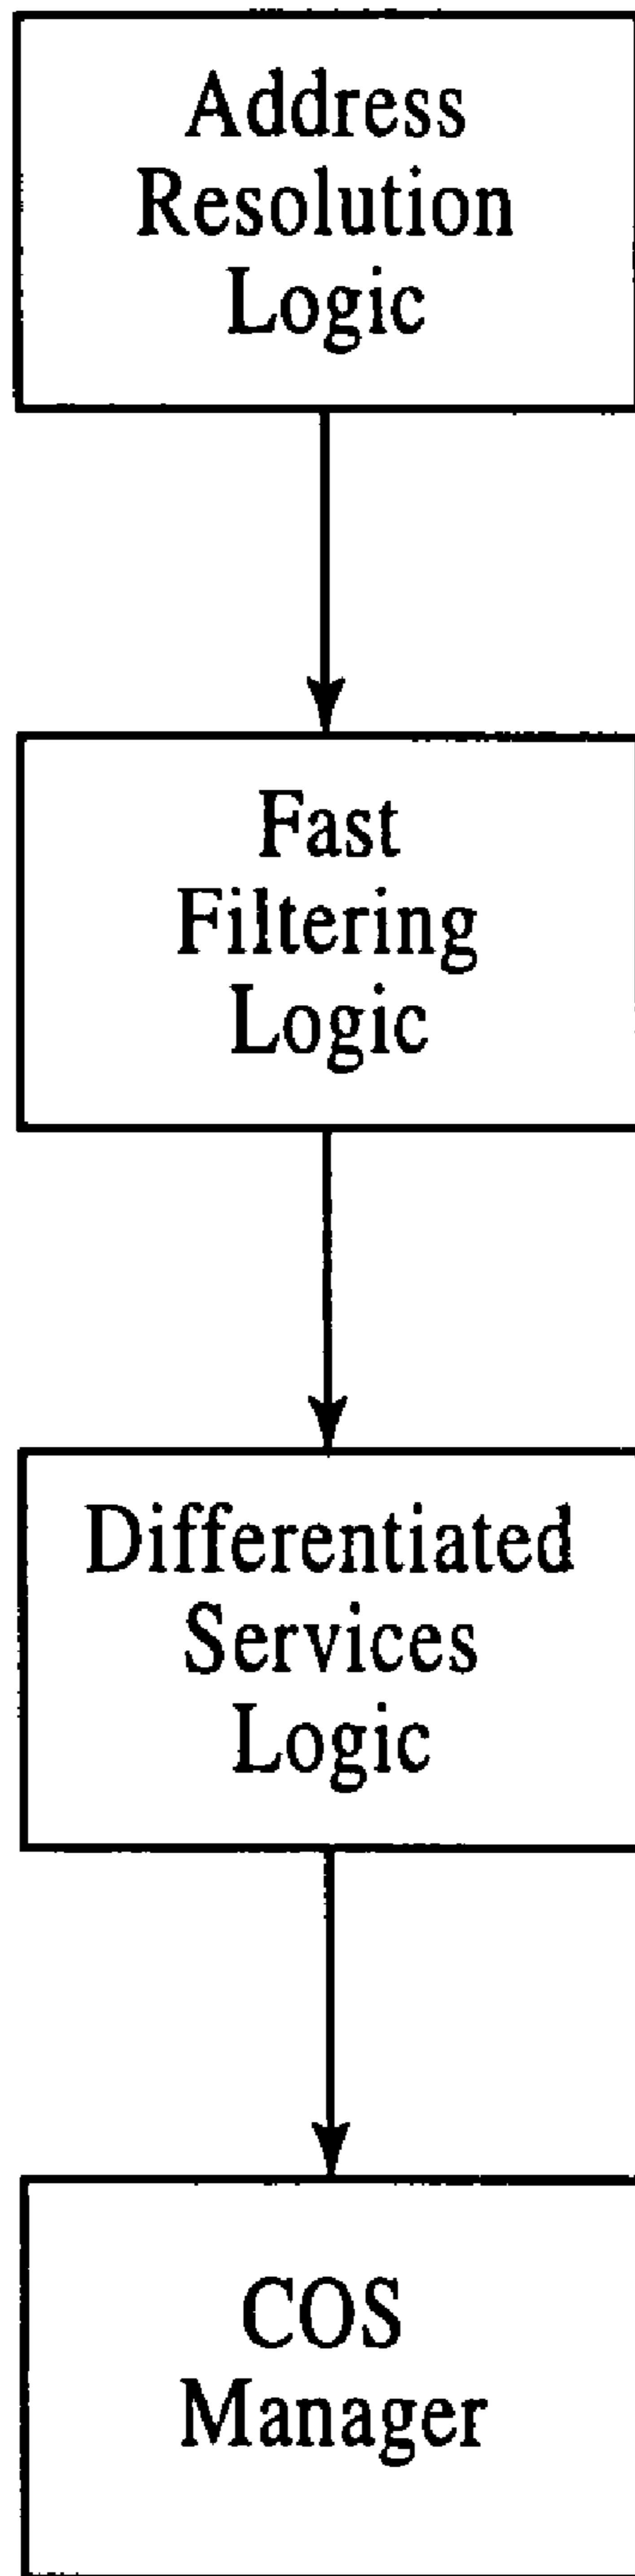 Address
Resolution
Logic
Fast
Filtering
Logic
Differentiated
Services
Logic
COS
Manager